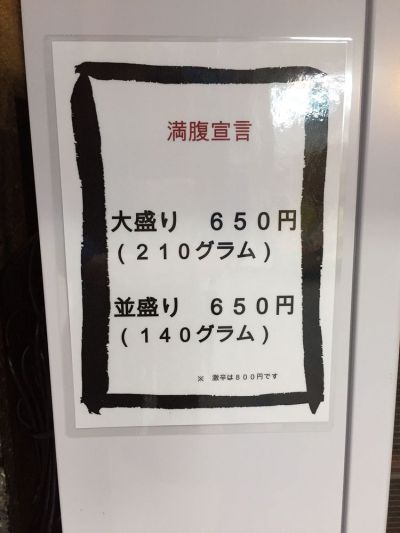 満腹宣言
大盛り　６５０円
(２１０グラム)
並盛り　６５０円
(１４０グラム)
※　激辛は８００円です